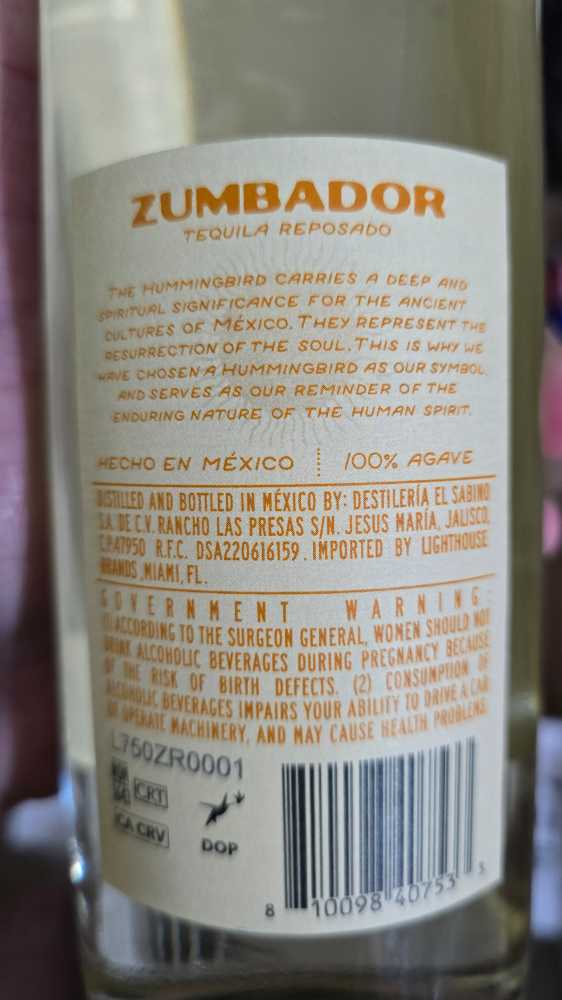 ZUMBADOR
TEQUILA REPOSADO
THE HUMMINGBIRD CARRIES A DEEP AND
SPIRITUAL SIGNIFICANCE FOR THE ANCIENT
CULTURES OF MÉXICO. THEY REPRESENT THE
RESURRECTION OF THE SOUL. THIS IS WHY WE
HAVE CHOSEN A HUMMINGBIRD AS OUR SYMBOL,
AND SERVES AS OUR REMINDER OF THE
ENDURING NATURE OF THE HUMAN SPIRIT.
HECHO EN MÉXICO 100% AGAVE
DISTILLED AND BOTTLED IN MÉXICO BY: DESTILERÍA EL SABINO
S.A. DE C.V. RANCHO LAS PRESAS S/N. JESUS MARÍA, JALISCO,
C.P.47950 R.F.C. DSA220616159. IMPORTED BY LIGHTHOUSE
BRANDS, MIAMI, FL.
GOVERNMENT WARNING:
(1) ACCORDING TO THE SURGEON GENERAL, WOMEN SHOULD NOT
DRINK ALCOHOLIC BEVERAGES DURING PREGNANCY BECAUSE
OF THE RISK OF BIRTH DEFECTS. (2) CONSUMPTION OF
ALCOHOLIC BEVERAGES IMPAIRS YOUR ABILITY TO DRIVE A CAR
OR OPERATE MACHINERY, AND MAY CAUSE HEALTH PROBLEMS.
L750ZR0001
CRT
CA CRV
DOP
8 10098 40753 3